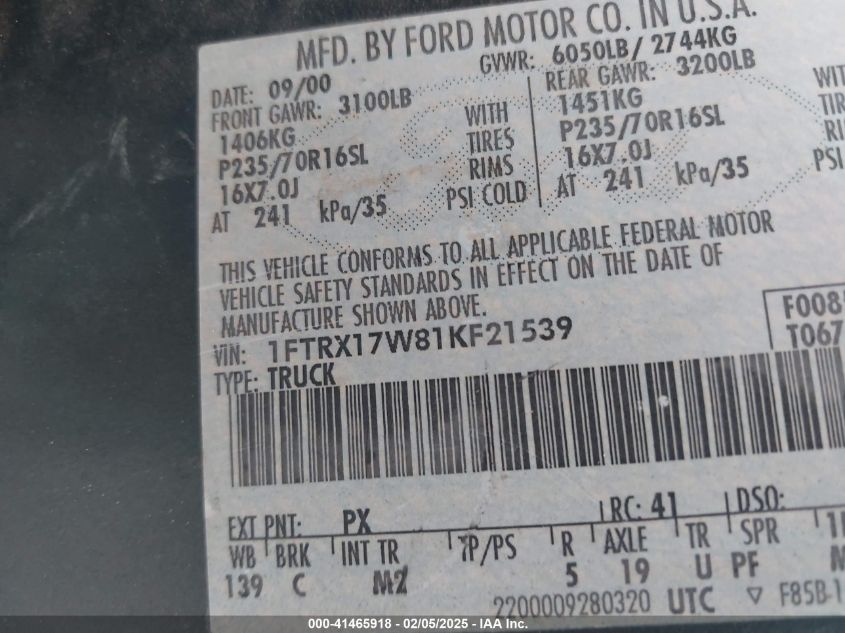 MFD. BY FORD MOTOR CO. IN U.S.A.
DATE: 09/00 GVWR: 6050LB/ 2744KG
FRONT GAWR: 3100LB REAR GAWR: 3200LB
1406KG WITH 1451KG WIT
P235/70R16SL TIRES P235/70R16SL TIR
16X7.0J RIMS 16X7.0J RI
AT 241 kPa/35 PSI COLD AT 241 kPa/35 PSI
THIS VEHICLE CONFORMS TO ALL APPLICABLE FEDERAL MOTOR
VEHICLE SAFETY STANDARDS IN EFFECT ON THE DATE OF
MANUFACTURE SHOWN ABOVE.
VIN: 1FTRX17W81KF21539 F008
TYPE: TRUCK T067
EXT PNT: PX RC: 41 DSO:
WB BRK INT TR TP/PS R AXLE TR SPR
139 C M2 5 19 U PF M
2200009280320 UTC ▽ F85B-1
000-41465918 - 02/05/2025 - IAA Inc.